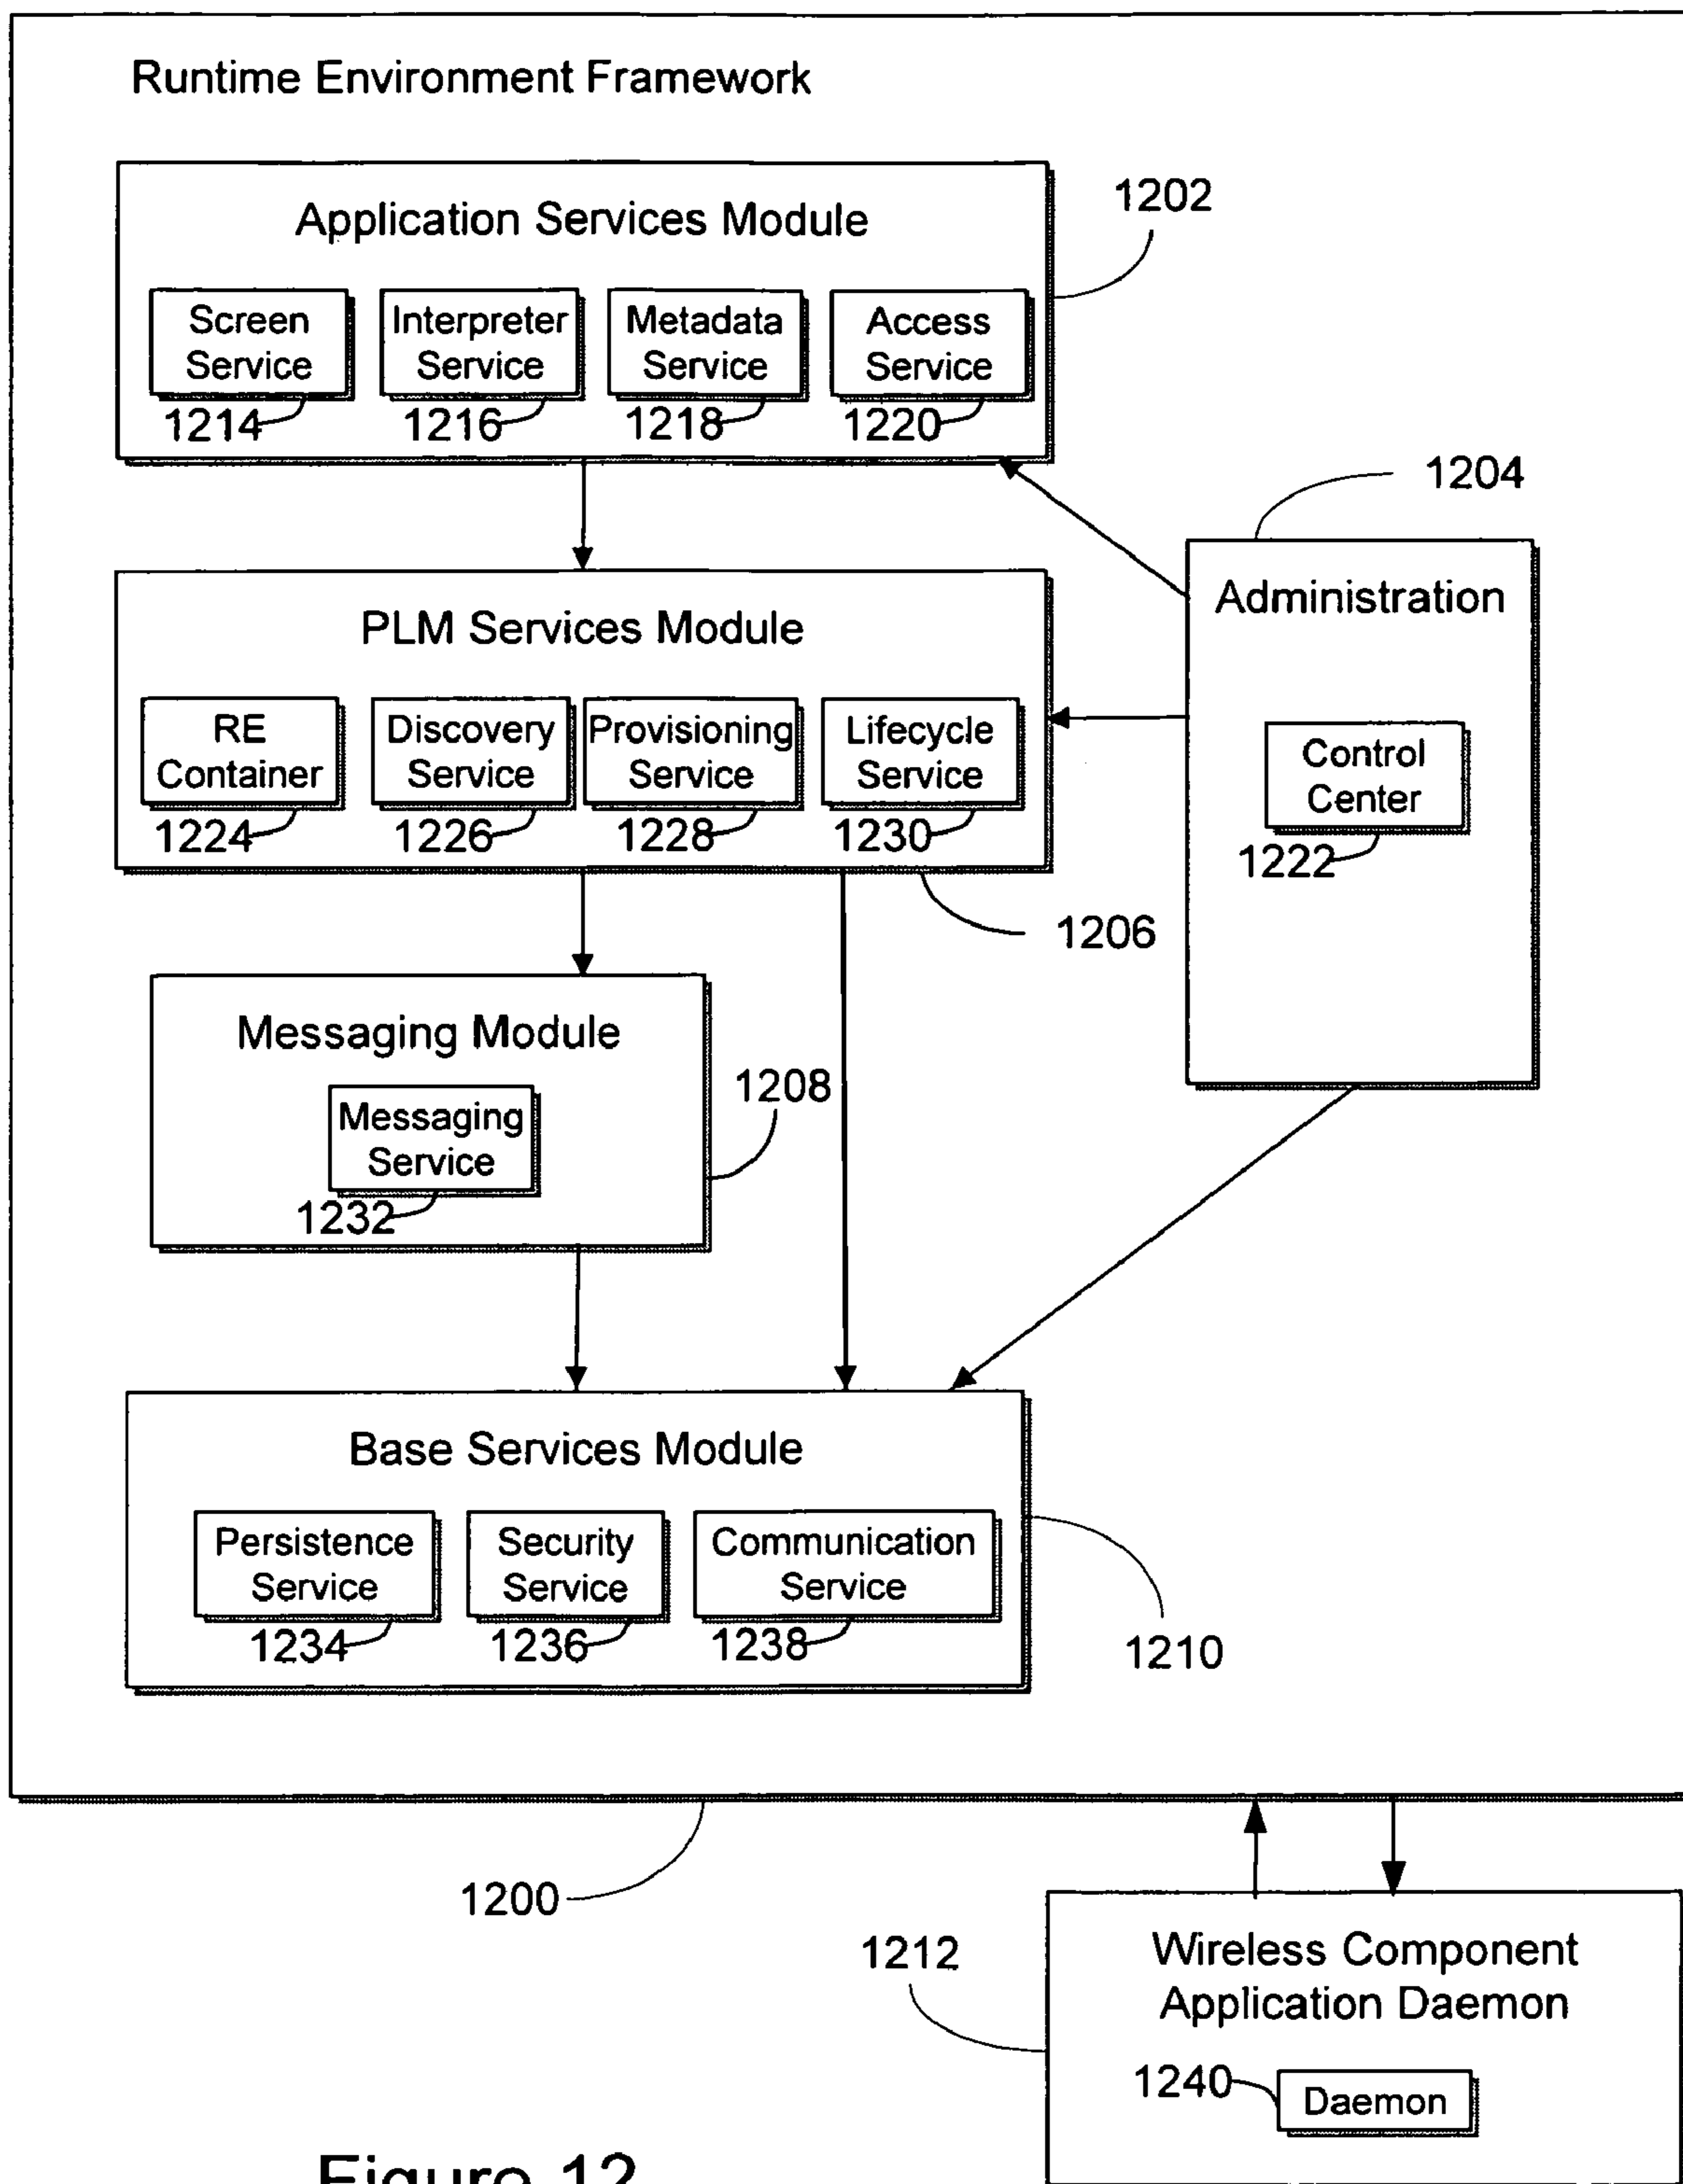 Runtime Environment Framework
Application Services Module
1202
Screen
Service
1214
Interpreter
Service
1216
Metadata
Service
1218
Access
Service
1220
1204
Administration
Control
Center
1222
PLM Services Module
RE
Container
1224
Discovery
Service
1226
Provisioning
Service
1228
Lifecycle
Service
1230
1206
Messaging Module
1208
Messaging
Service
1232
Base Services Module
Persistence
Service
1234
Security
Service
1236
Communication
Service
1238
1210
1200
1212
Wireless Component
Application Daemon
1240
Daemon
Figure 12